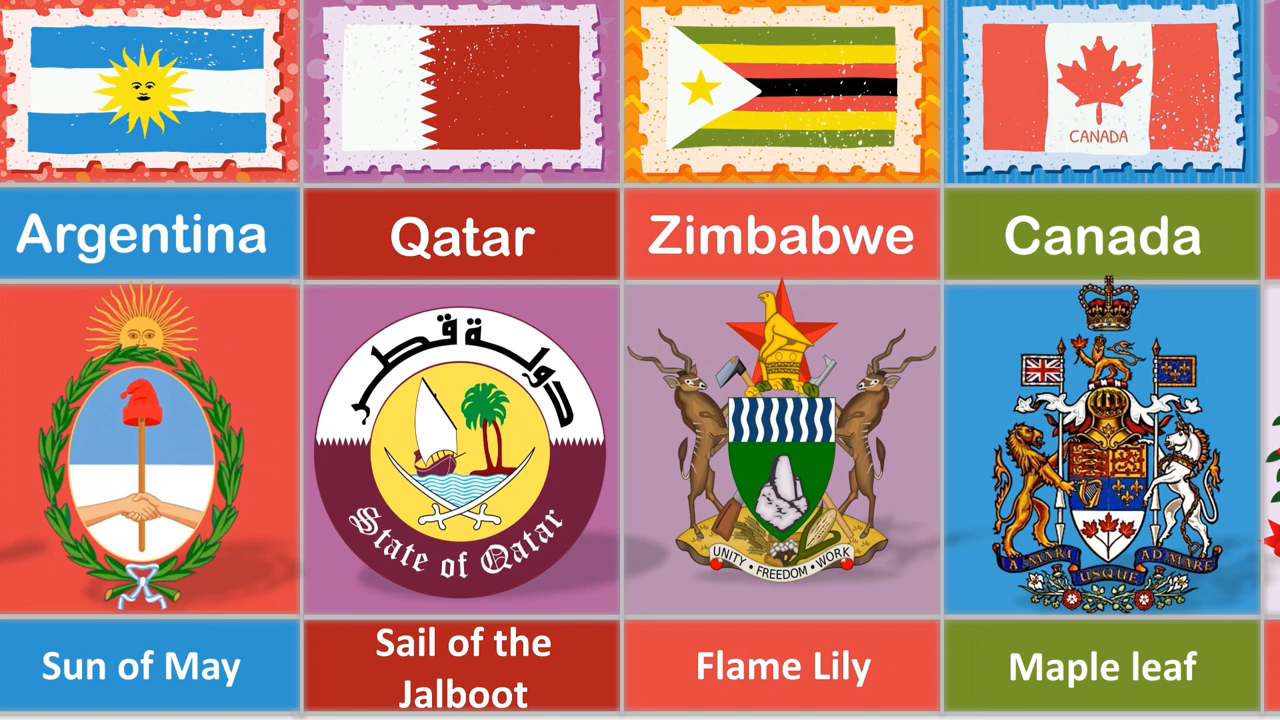 CANADA
Argentina
Qatar
Zimbabwe
Canada
دولة قطر
State of Qatar
UNITY • FREEDOM • WORK
A MARI
USQUE
AD MARE
Sun of May
Sail of the
Jalboot
Flame Lily
Maple leaf